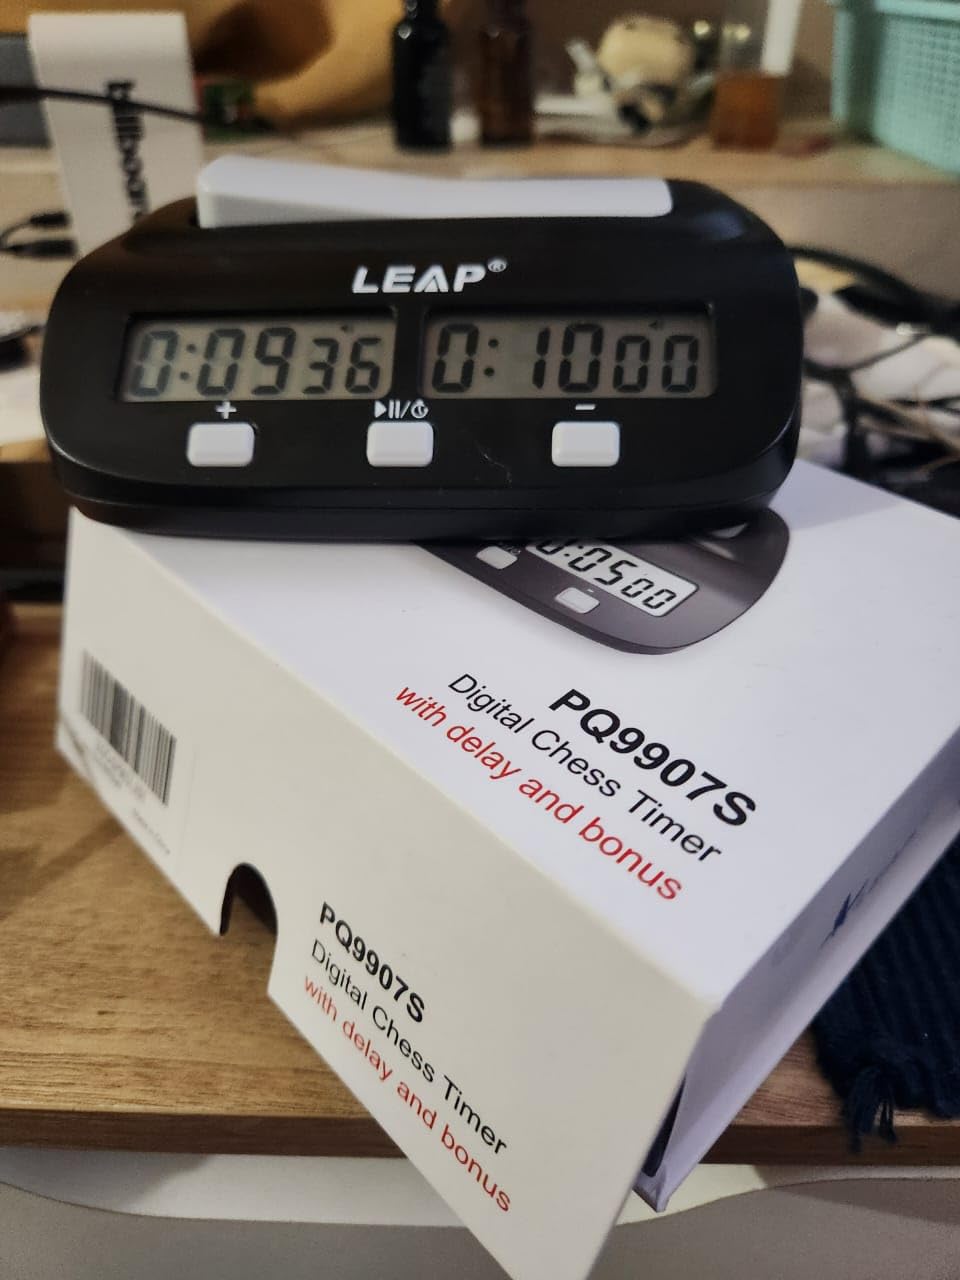 billboard
LEAP®
0:0936
0:1000
+
▶II/⏱
−
0:0500
−
PQ9907S
Digital Chess Timer
with delay and bonus
PQ9907S
Digital Chess Timer
with delay and bonus